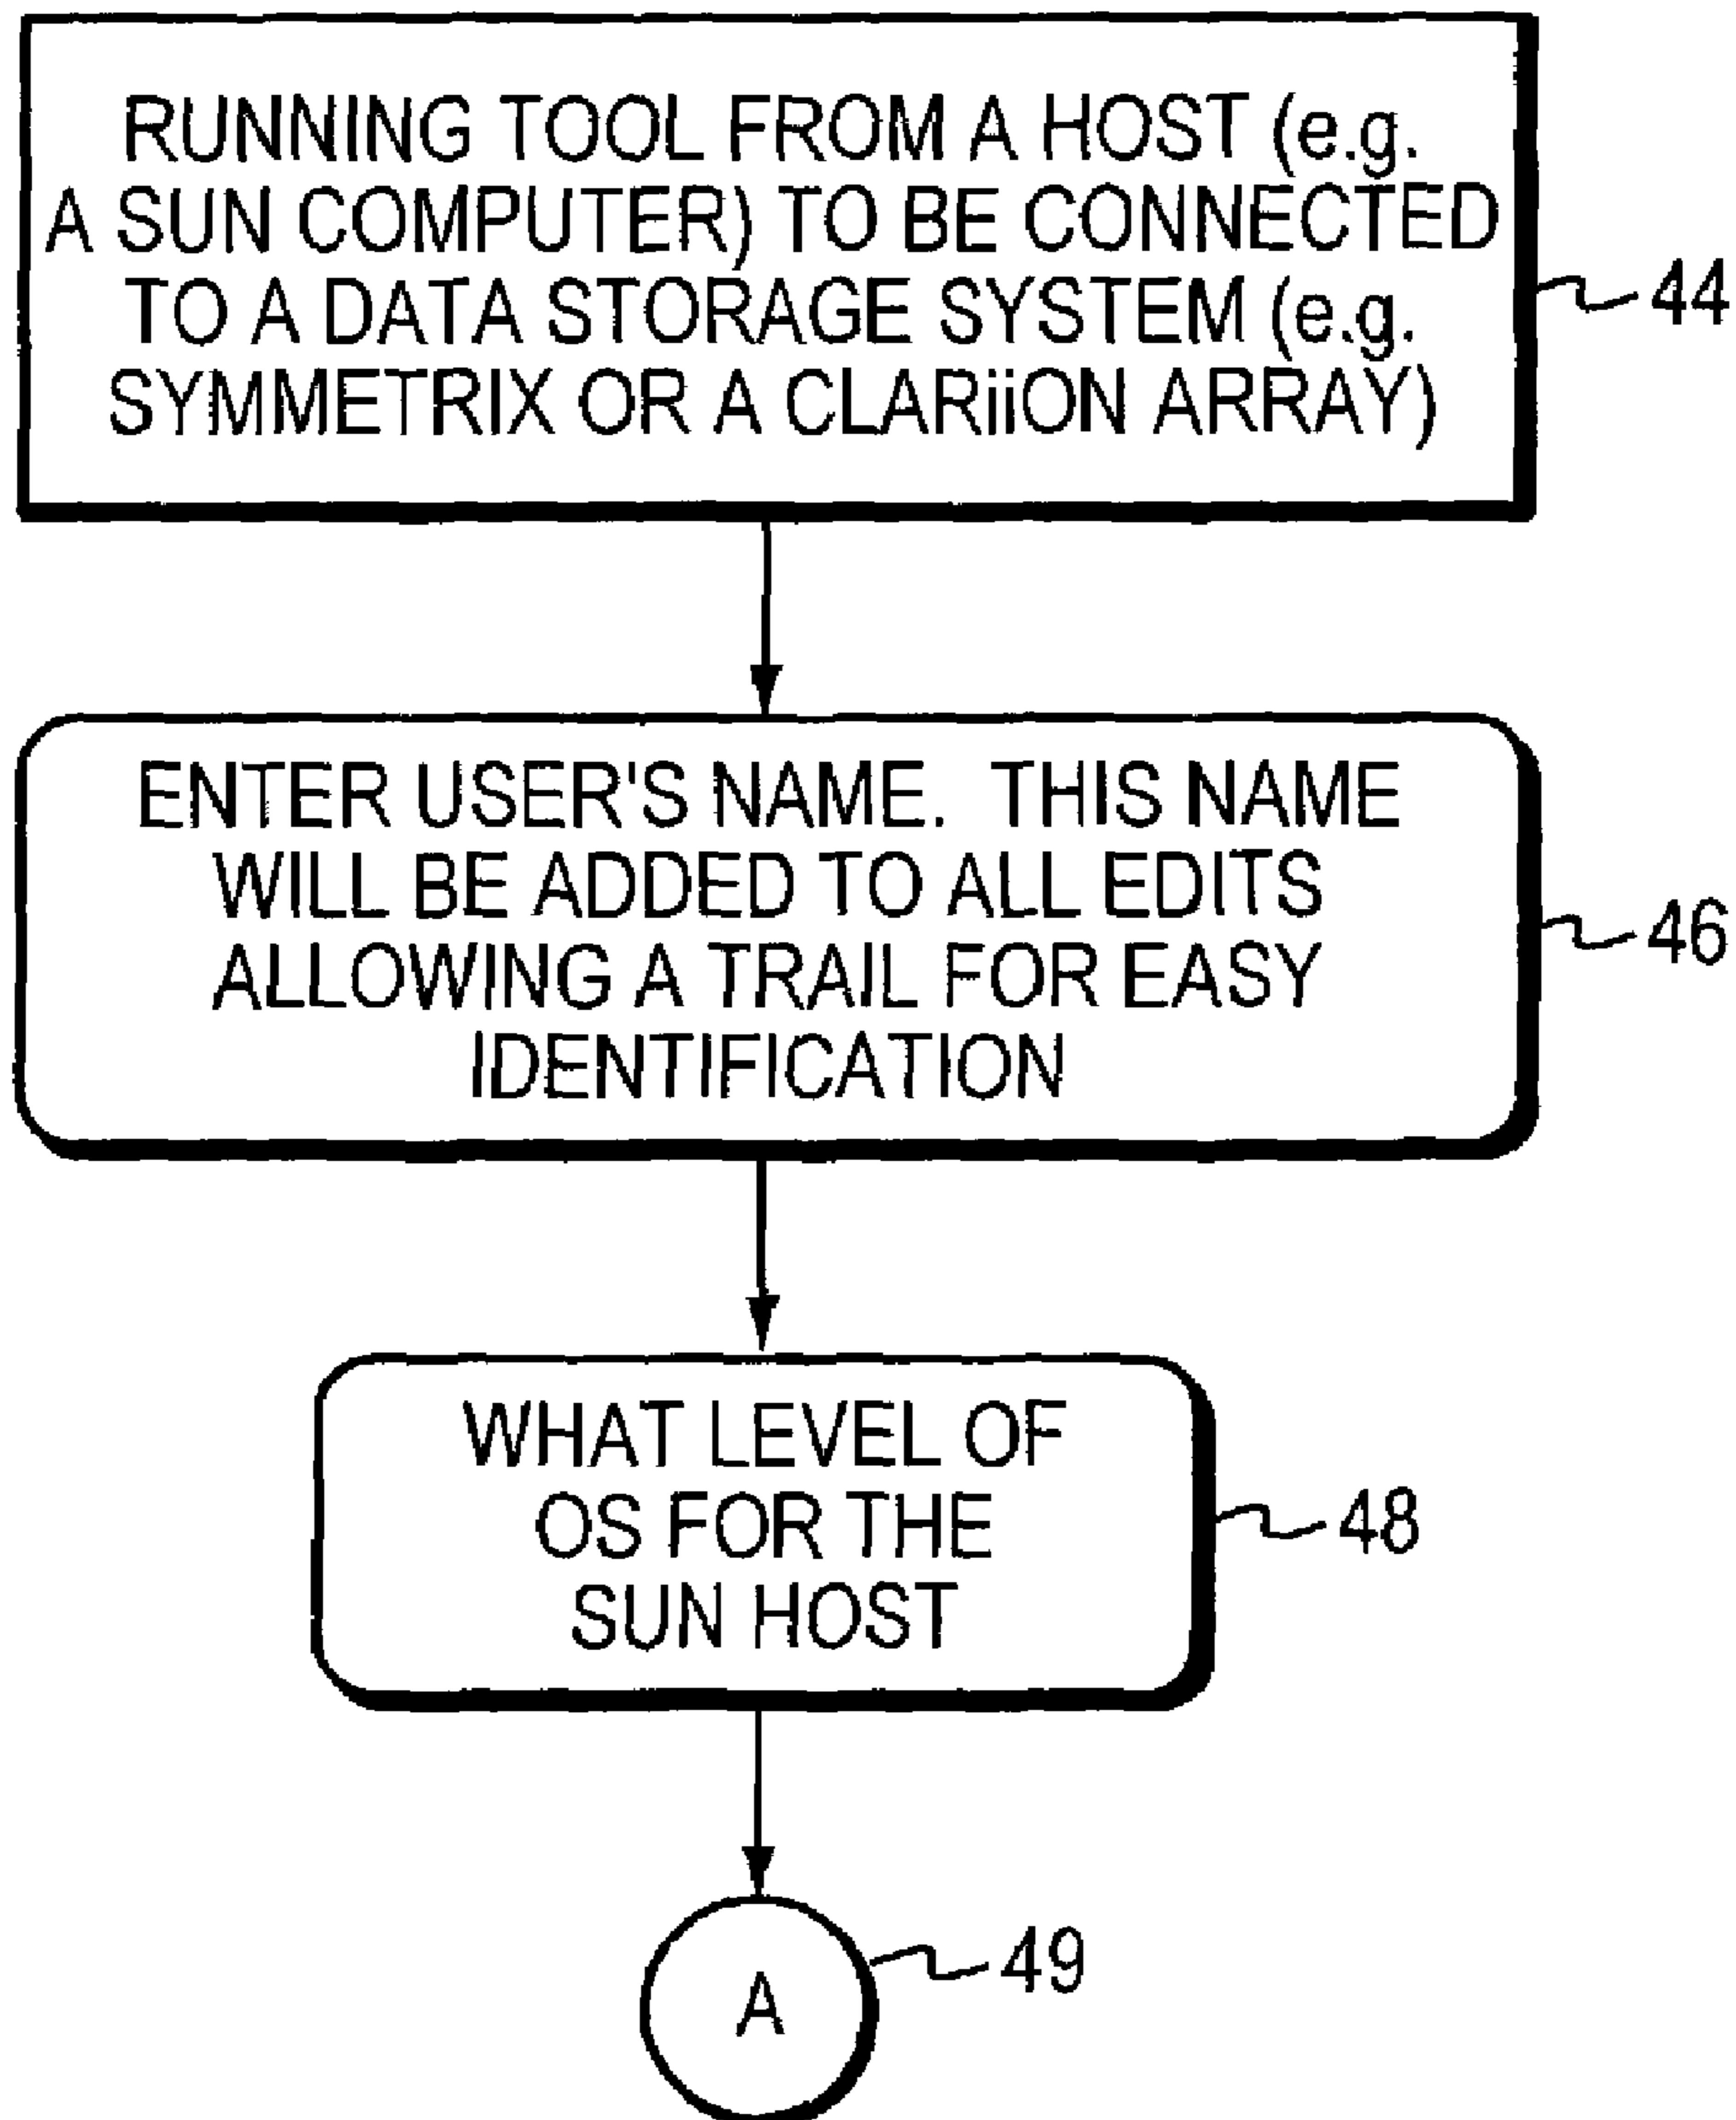 RUNNING TOOL FROM A HOST (e.g.
A SUN COMPUTER) TO BE CONNECTED
TO A DATA STORAGE SYSTEM (e.g.
SYMMETRIX OR A CLARiiON ARRAY)
44
ENTER USER'S NAME. THIS NAME
WILL BE ADDED TO ALL EDITS
ALLOWING A TRAIL FOR EASY
IDENTIFICATION
46
WHAT LEVEL OF
OS FOR THE
SUN HOST
48
A
49